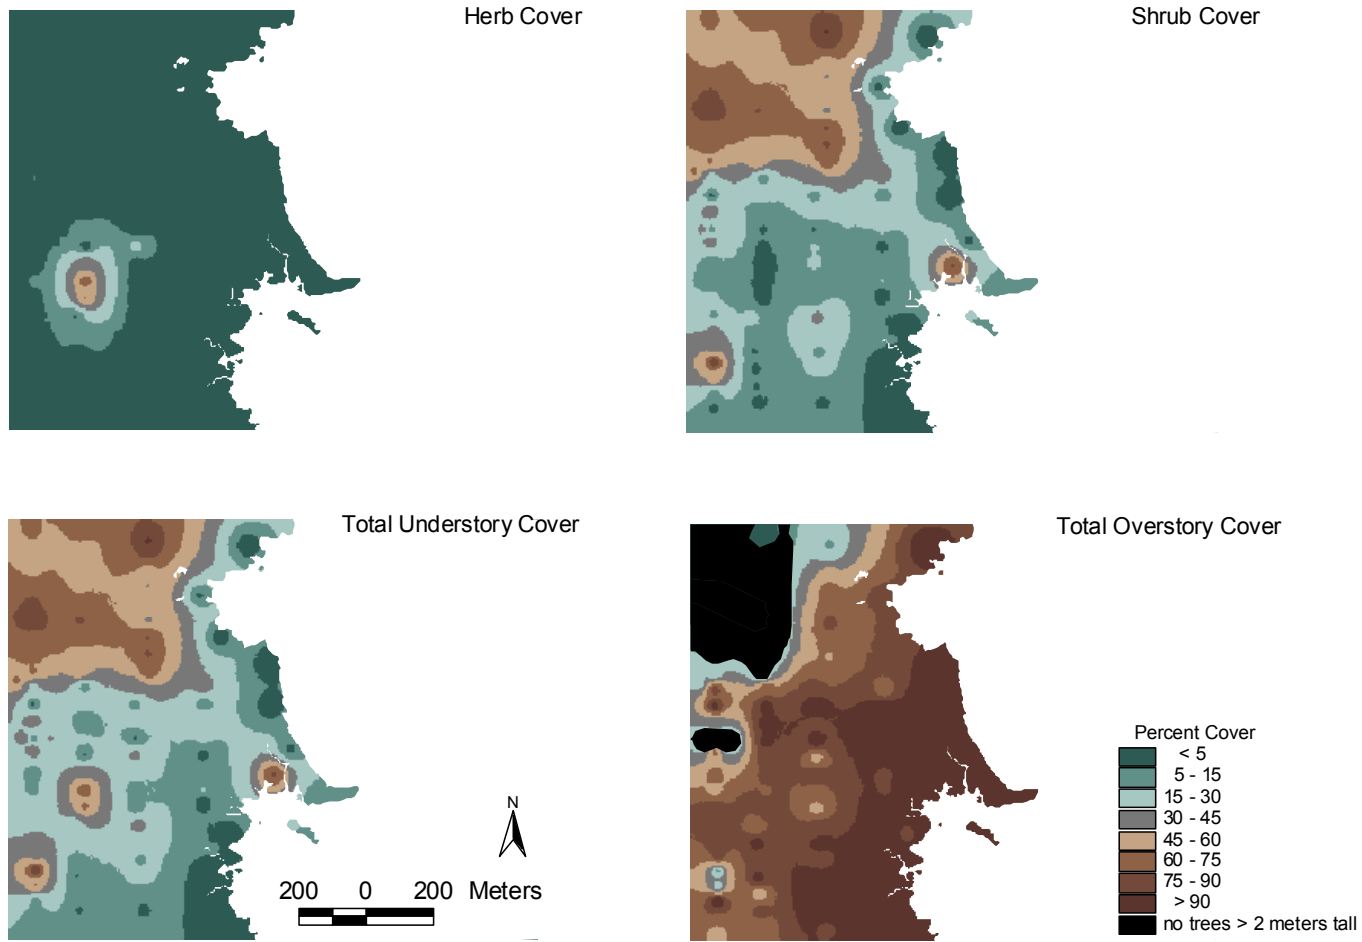 Herb Cover
Shrub Cover
Total Understory Cover
Total Overstory Cover
N
200 0 200 Meters
Percent Cover
< 5
5 - 15
15 - 30
30 - 45
45 - 60
60 - 75
75 - 90
> 90
no trees > 2 meters tall